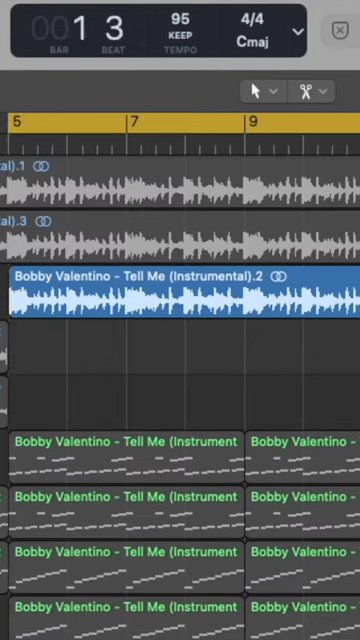 001 3 95 4/4
KEEP Cmaj
BAR BEAT TEMPO
5 7 9
tal).1
tal).3
Bobby Valentino - Tell Me (Instrumental).2
Bobby Valentino - Tell Me (Instrument Bobby Valentino -
Bobby Valentino - Tell Me (Instrument Bobby Valentino -
Bobby Valentino - Tell Me (Instrument Bobby Valentino -
Bobby Valentino - Tell Me (Instrument Bobby Valentino -